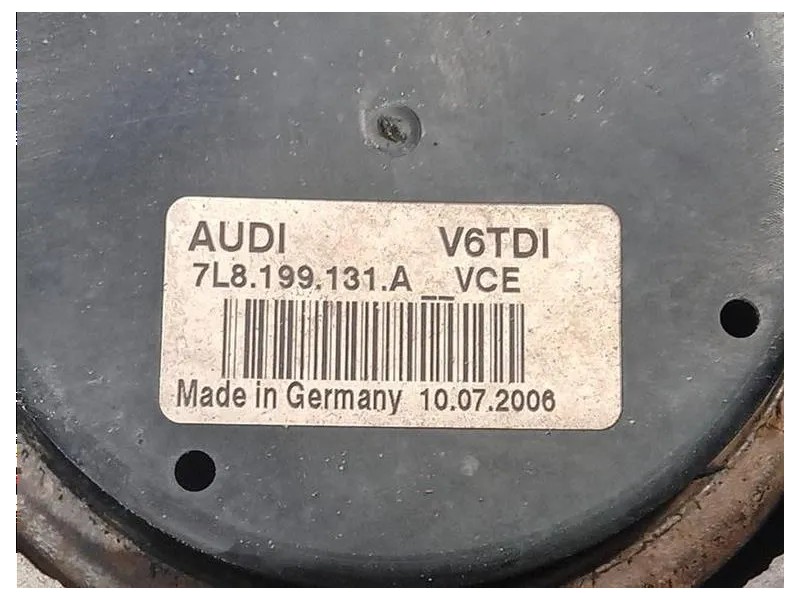 AUDI V6TDI
7L8.199.131.A __VCE
Made in Germany 10.07.2006